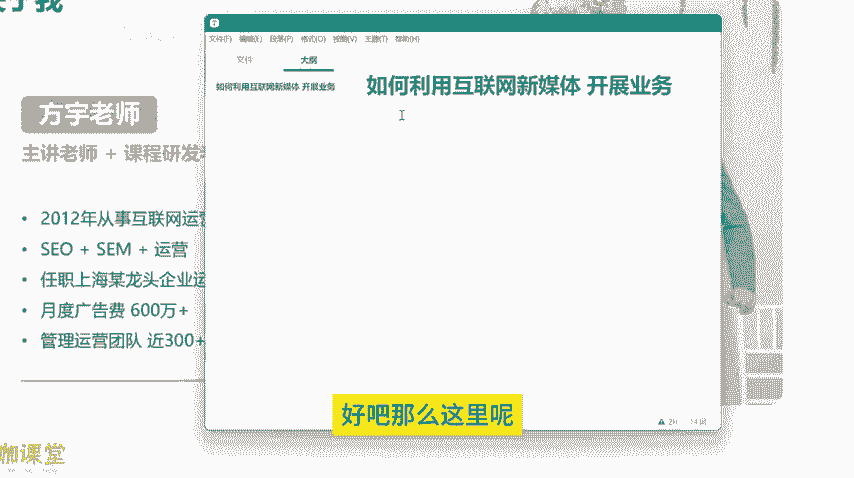 于我
方宇老师
主讲老师 + 课程研发
• 2012年从事互联网运营
• SEO + SEM + 运营
• 任职上海某龙头企业运
• 月度广告费 600万+
• 管理运营团队 近300+
咖课堂
文件(F) 编辑(E) 段落(P) 格式(O) 视图(V) 主题(T) 帮助(H)
文件 大纲
如何利用互联网新媒体 开展业务
如何利用互联网新媒体 开展业务
好吧那么这里呢